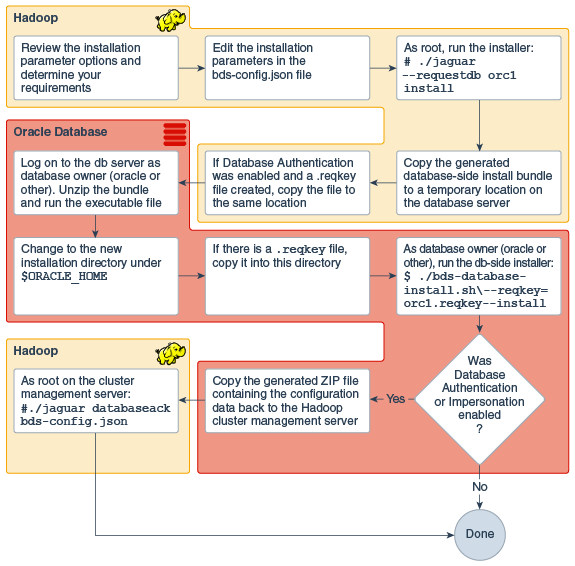 Hadoop
Review the installation
parameter options and
determine your
requirements
Edit the installation
parameters in the
bds-config.json file
As root, run the installer:
# ./jaguar
--requestdb orc1
install
Copy the generated
database-side install bundle
to a temporary location on
the database server
If Database Authentication
was enabled and a .reqkey
file created, copy the file to
the same location
Oracle Database
Log on to the db server as
database owner (oracle or
other). Unzip the bundle
and run the executable file
Change to the new
installation directory under
$ORACLE_HOME
If there is a .reqkey file,
copy it into this directory
As database owner (oracle or
other), run the db-side installer:
$ ./bds-database-
install.sh\--reqkey=
orc1.reqkey--install
Was
Database
Authentication
or Impersonation
enabled
?
Yes
Copy the generated ZIP file
containing the configuration
data back to the Hadoop
cluster management server
Hadoop
As root on the cluster
management server:
#./jaguar databaseack
bds-config.json
No
Done